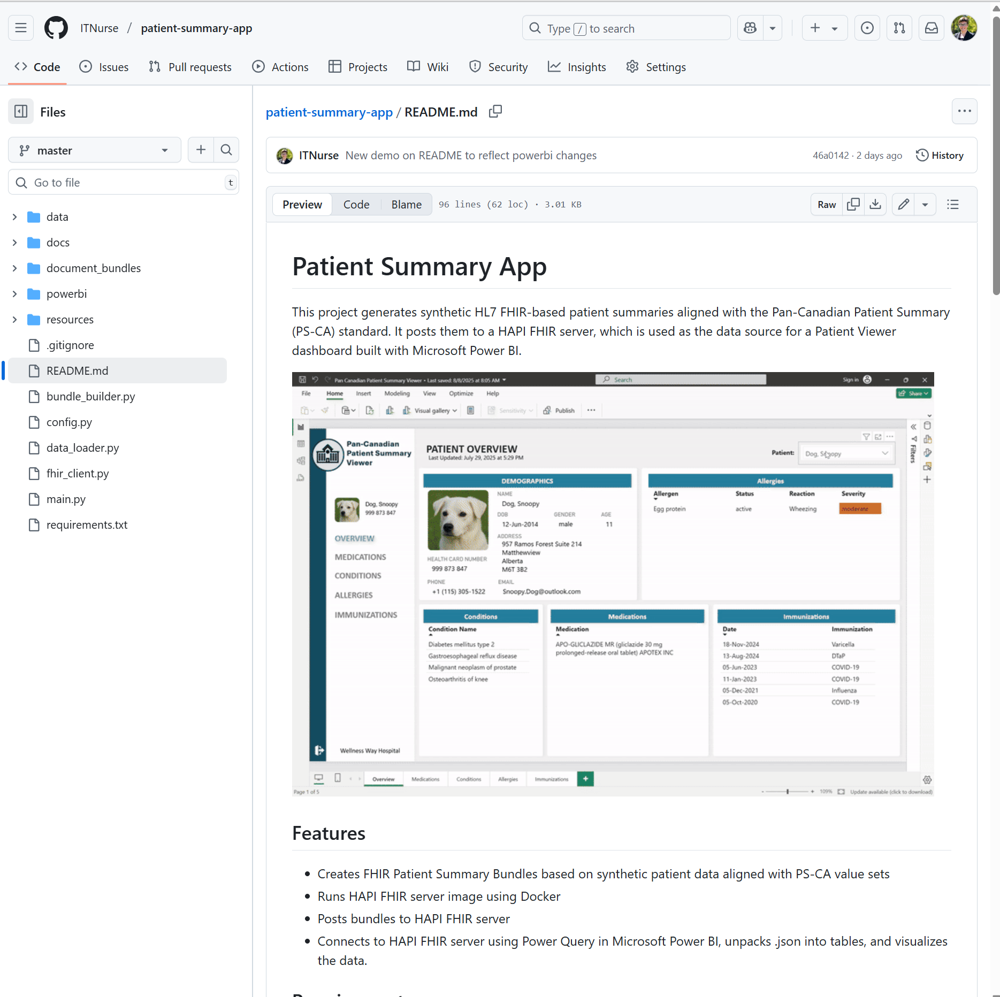 ITNurse / patient-summary-app
Type / to search
Code Issues Pull requests Actions Projects Wiki Security Insights Settings
Files
master
Go to file t
data
docs
document_bundles
powerbi
resources
.gitignore
README.md
bundle_builder.py
config.py
data_loader.py
fhir_client.py
main.py
requirements.txt
patient-summary-app / README.md
ITNurse New demo on README to reflect powerbi changes 46a0142 · 2 days ago History
Preview Code Blame 96 lines (62 loc) · 3.01 KB Raw
Patient Summary App
This project generates synthetic HL7 FHIR-based patient summaries aligned with the Pan-Canadian Patient Summary
(PS-CA) standard. It posts them to a HAPI FHIR server, which is used as the data source for a Patient Viewer
dashboard built with Microsoft Power BI.
Pan Canadian Patient Summary Viewer • Last saved: 8/8/2025 at 8:05 AM Search Sign in
File Home Insert Modeling View Optimize Help Share
Visual gallery Sensitivity Publish
Filters
Pan-Canadian
Patient Summary
Viewer
Dog, Snoopy
999 873 847
OVERVIEW
MEDICATIONS
CONDITIONS
ALLERGIES
IMMUNIZATIONS
Wellness Way Hospital
PATIENT OVERVIEW
Last Updated: July 29, 2025 at 5:29 PM
Patient: Dog, Snoopy
DEMOGRAPHICS
NAME
Dog, Snoopy
DOB GENDER AGE
12-Jun-2014 male 11
ADDRESS
957 Ramos Forest Suite 214
Matthewview
Alberta
M6T 3B2
HEALTH CARD NUMBER
999 873 847
PHONE EMAIL
+1 (115) 305-1522 Snoopy.Dog@outlook.com
Allergies
Allergen Status Reaction Severity
Egg protein active Wheezing moderate
Conditions
Condition Name
Diabetes mellitus type 2
Gastroesophageal reflux disease
Malignant neoplasm of prostate
Osteoarthritis of knee
Medications
Medication
APO-GLICLAZIDE MR (gliclazide 30 mg
prolonged-release oral tablet) APOTEX INC
Immunizations
Date Immunization
18-Nov-2024 Varicella
13-Aug-2024 DTaP
05-Jun-2023 COVID-19
11-Jan-2023 COVID-19
05-Dec-2021 Influenza
05-Oct-2020 COVID-19
Overview Medications Conditions Allergies Immunizations
Page 1 of 5 109% Update available (click to download)
Features
• Creates FHIR Patient Summary Bundles based on synthetic patient data aligned with PS-CA value sets
• Runs HAPI FHIR server image using Docker
• Posts bundles to HAPI FHIR server
• Connects to HAPI FHIR server using Power Query in Microsoft Power BI, unpacks .json into tables, and visualizes
the data.